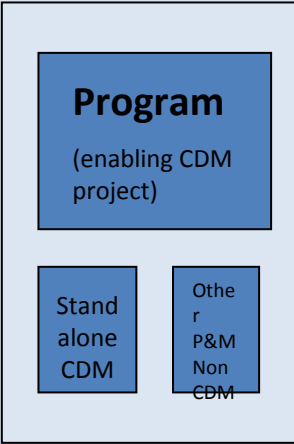 Program
(enabling CDM
project)
Stand
alone
CDM
Othe
r
P&M
Non
CDM